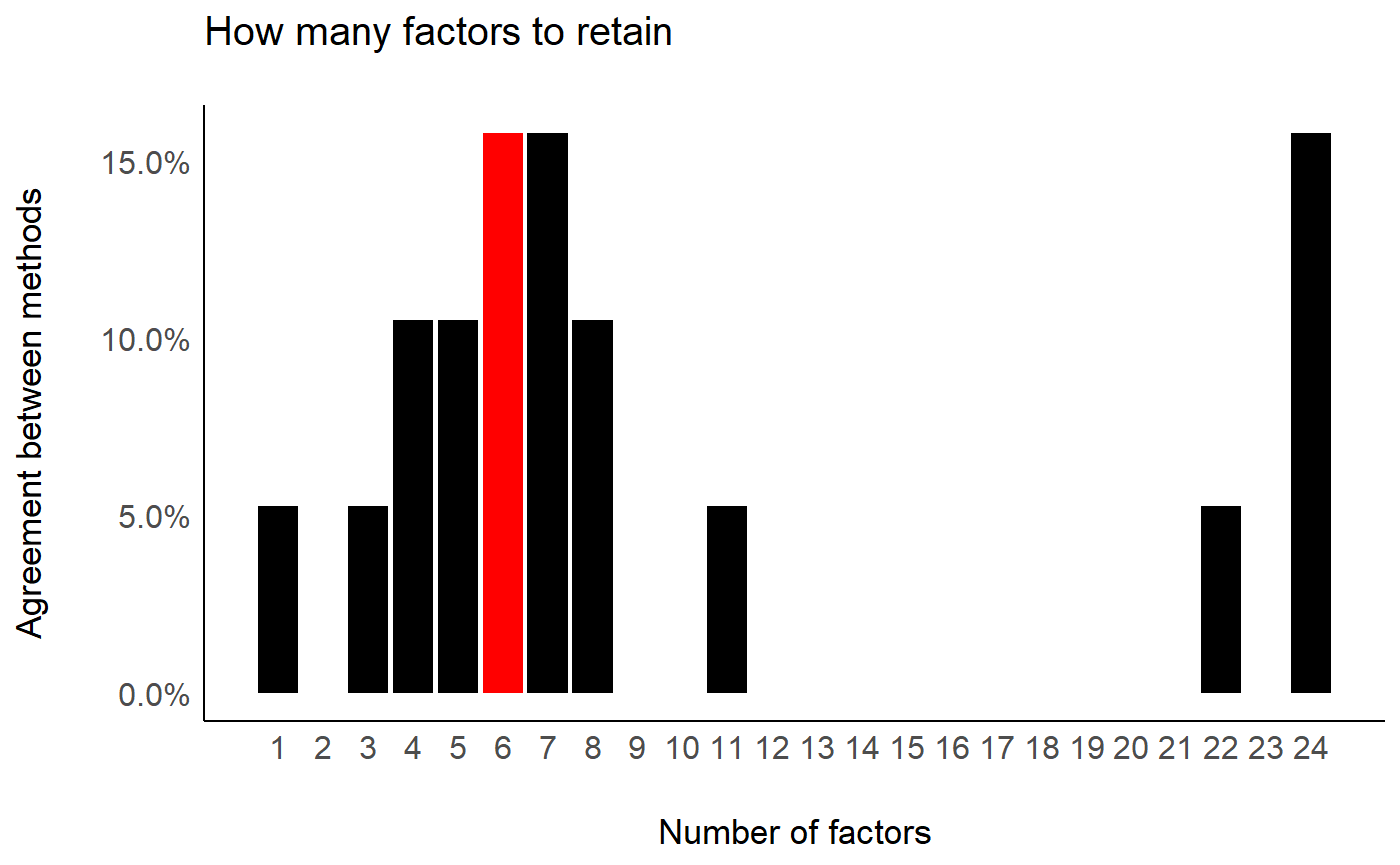 How many factors to retain
Agreement between methods
15.0%
10.0%
5.0%
0.0%
1 2 3 4 5 6 7 8 9 10 11 12 13 14 15 16 17 18 19 20 21 22 23 24
Number of factors